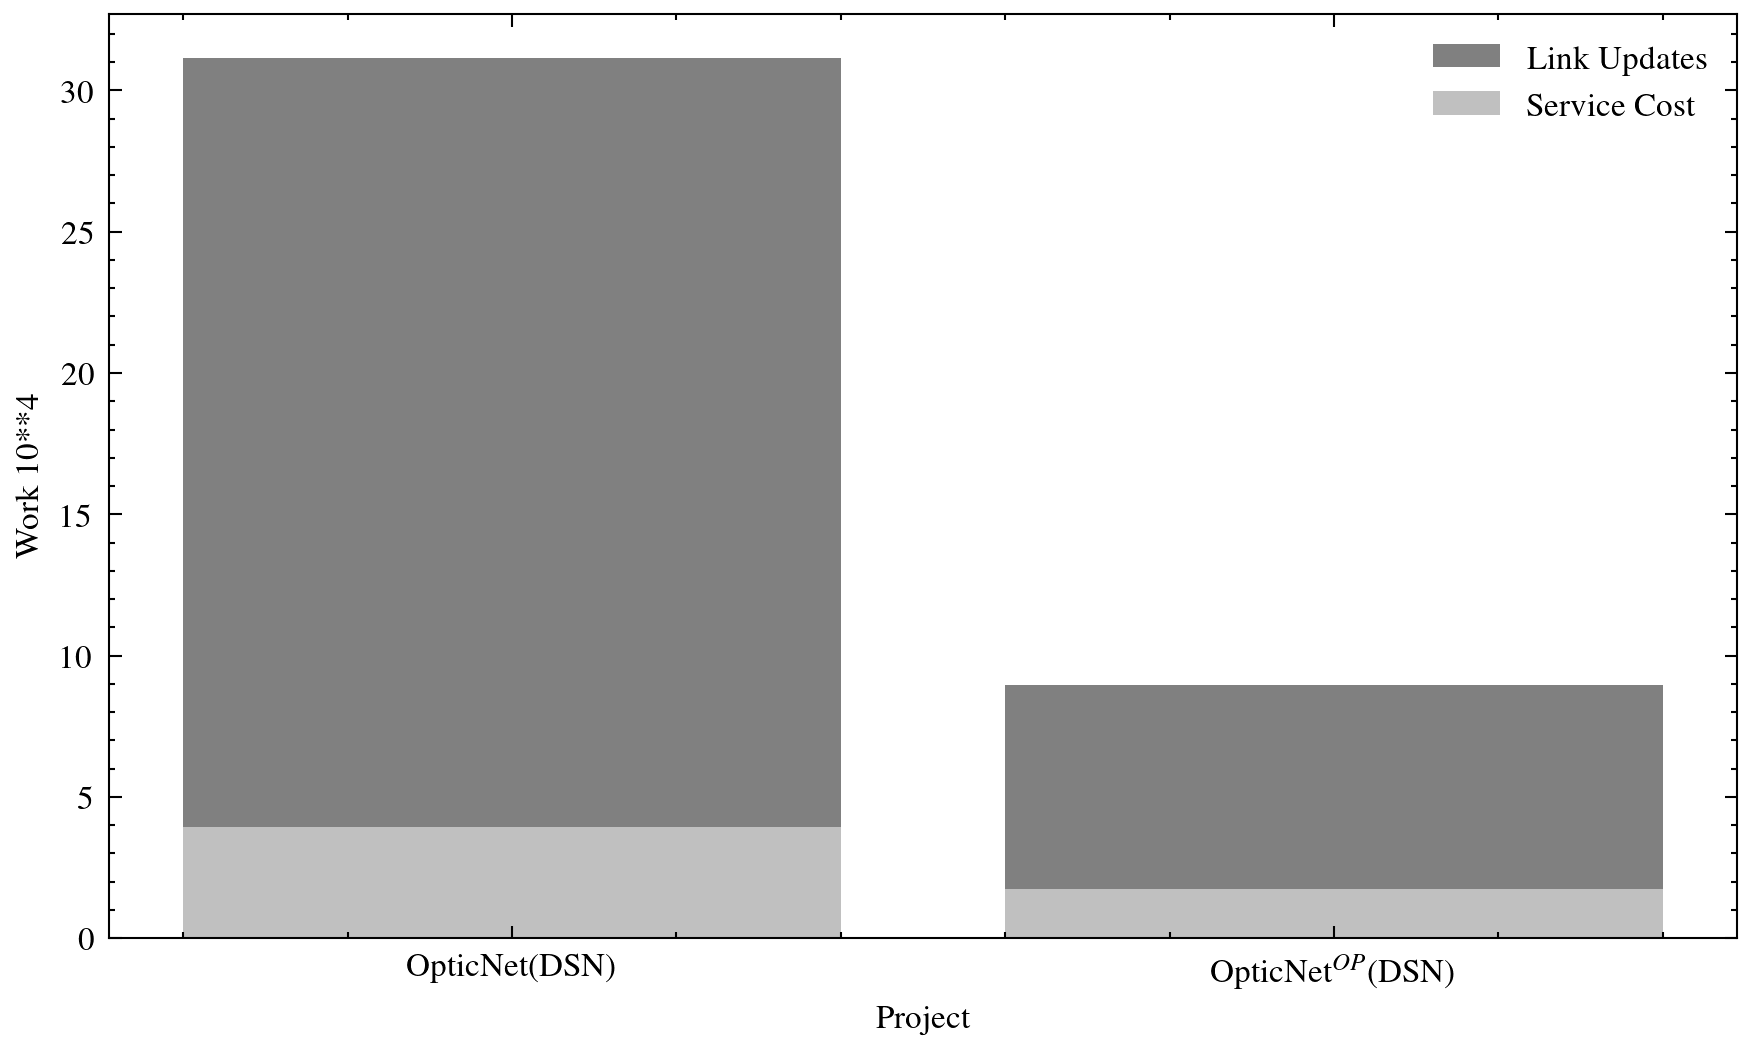 Link Updates
Service Cost
30
25
20
15
10
5
0
Work 10**4
OpticNet(DSN)
OpticNet^{OP}(DSN)
Project